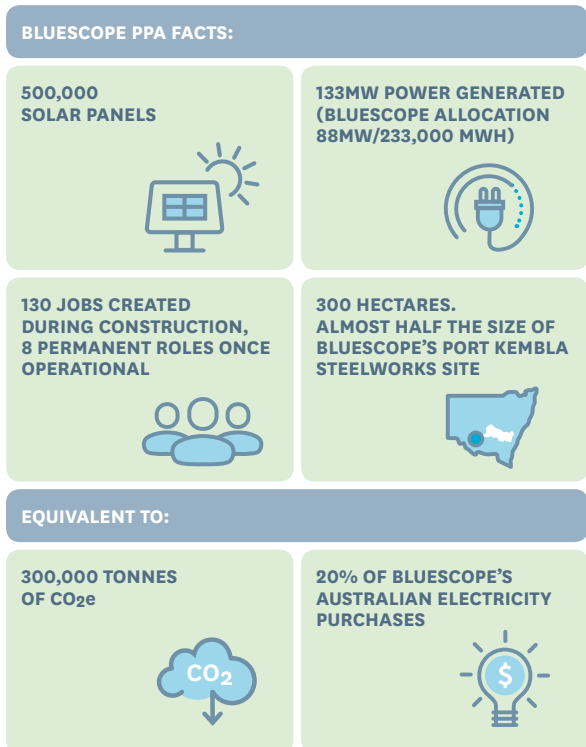 BLUESCOPE PPA FACTS:
500,000
SOLAR PANELS
133MW POWER GENERATED
(BLUESCOPE ALLOCATION
88MW/233,000 MWH)
130 JOBS CREATED
DURING CONSTRUCTION,
8 PERMANENT ROLES ONCE
OPERATIONAL
300 HECTARES.
ALMOST HALF THE SIZE OF
BLUESCOPE'S PORT KEMBLA
STEELWORKS SITE
EQUIVALENT TO:
300,000 TONNES
OF CO2e
CO2
20% OF BLUESCOPE'S
AUSTRALIAN ELECTRICITY
PURCHASES
$